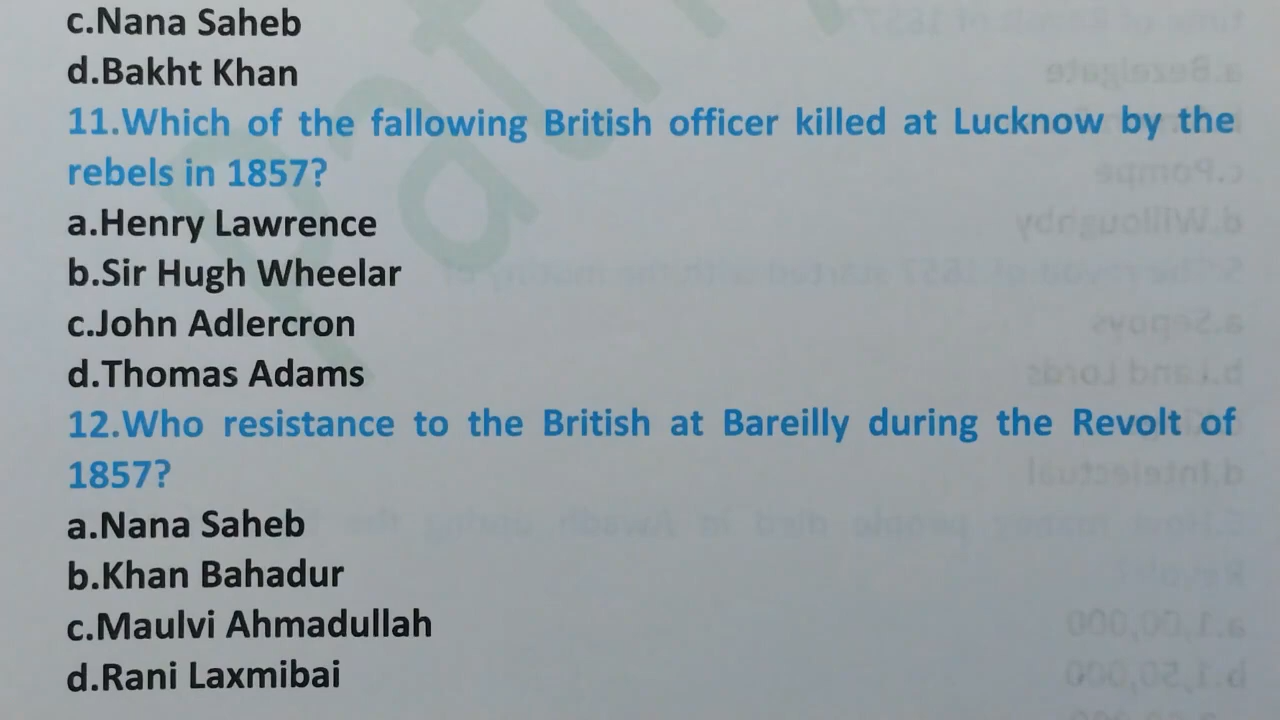 c.Nana Saheb
d.Bakht Khan
11.Which of the fallowing British officer killed at Lucknow by the
rebels in 1857?
a.Henry Lawrence
b.Sir Hugh Wheelar
c.John Adlercron
d.Thomas Adams
12.Who resistance to the British at Bareilly during the Revolt of
1857?
a.Nana Saheb
b.Khan Bahadur
c.Maulvi Ahmadullah
d.Rani Laxmibai